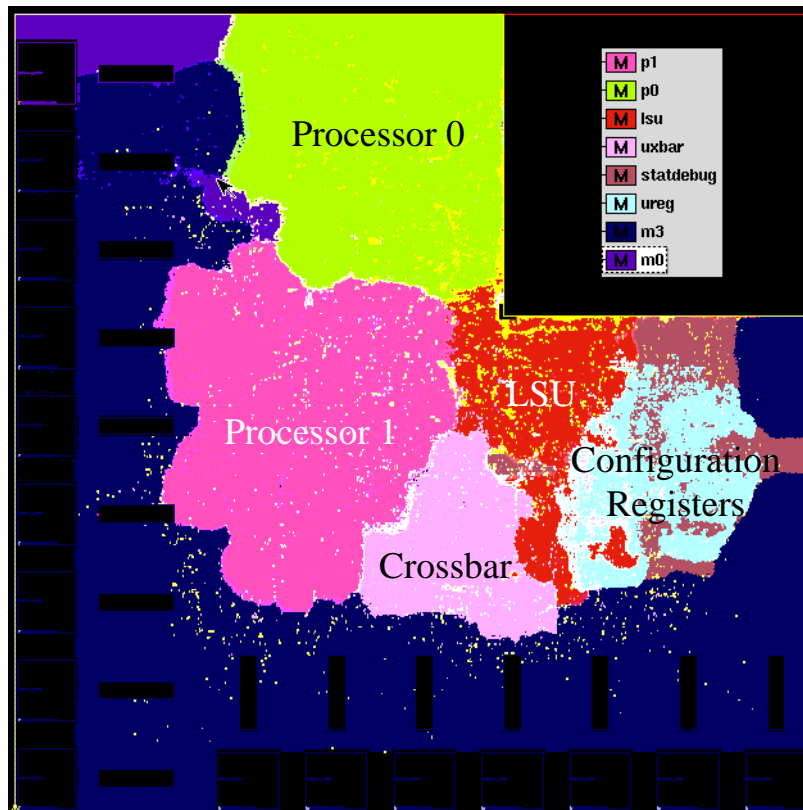 M p1
M p0
M lsu
M uxbar
M statdebug
M ureg
M m3
M m0
Processor 0
LSU
Processor 1
Configuration
Registers
Crossbar